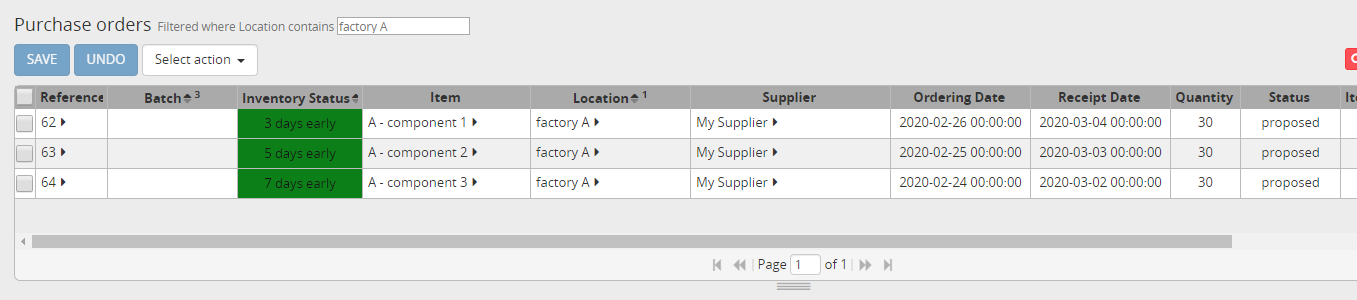 Purchase orders Filtered where Location contains factory A
SAVE UNDO Select action
Reference Batch 3 Inventory Status Item Location 1 Supplier Ordering Date Receipt Date Quantity Status
62 3 days early A - component 1 factory A My Supplier 2020-02-26 00:00:00 2020-03-04 00:00:00 30 proposed
63 5 days early A - component 2 factory A My Supplier 2020-02-25 00:00:00 2020-03-03 00:00:00 30 proposed
64 7 days early A - component 3 factory A My Supplier 2020-02-24 00:00:00 2020-03-02 00:00:00 30 proposed
Page 1 of 1